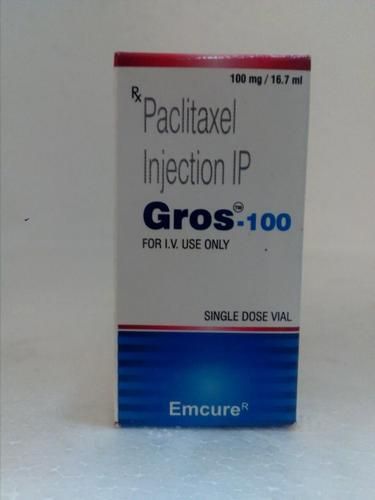 100 mg / 16.7 ml
Rx Paclitaxel
Injection IP
Gros™-100
FOR I.V. USE ONLY
SINGLE DOSE VIAL
Emcure R